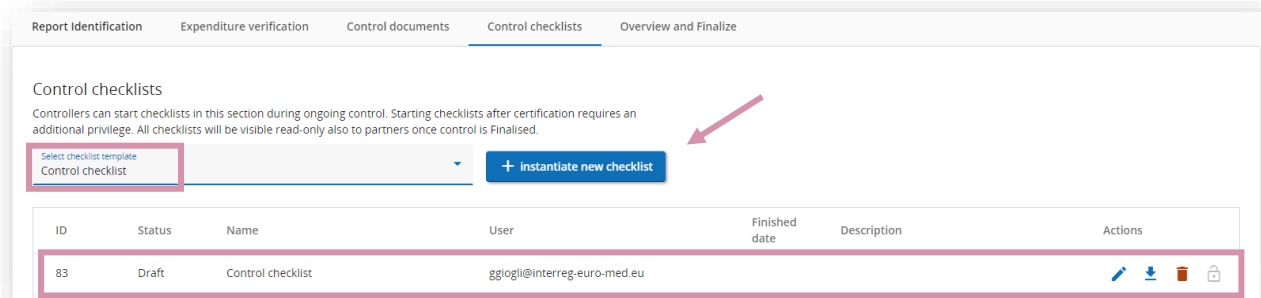 Report Identification Expenditure verification Control documents Control checklists Overview and Finalize
Control checklists
Controllers can start checklists in this section during ongoing control. Starting checklists after certification requires an
additional privilege. All checklists will be visible read-only also to partners once control is Finalised.
Select checklist template
Control checklist
+ instantiate new checklist
ID Status Name User Finished date Description Actions
83 Draft Control checklist ggiogli@interreg-euro-med.eu